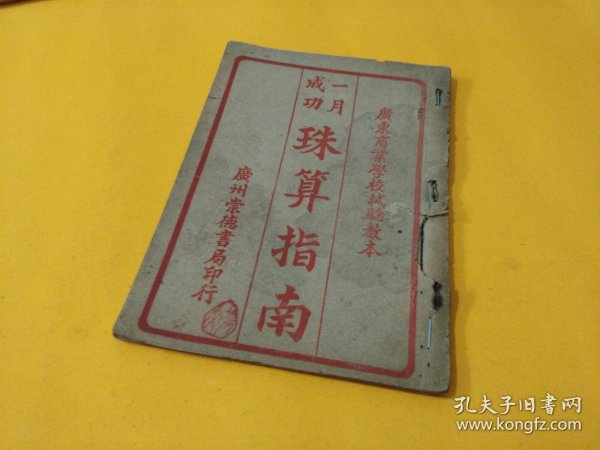 廣東商業學校試驗教本
一月成功
珠算指南
廣州崇德書局印行
孔夫子旧书网
www.kongfz.com